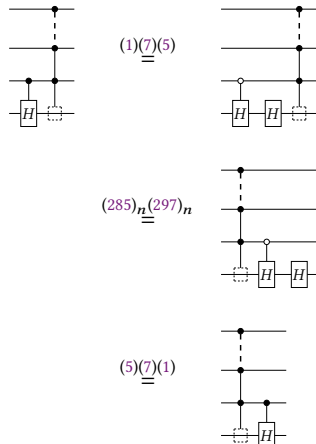 (1)(7)(5)
=
H
H H
(285)n(297)n
=
H H
(5)(7)(1)
=
H